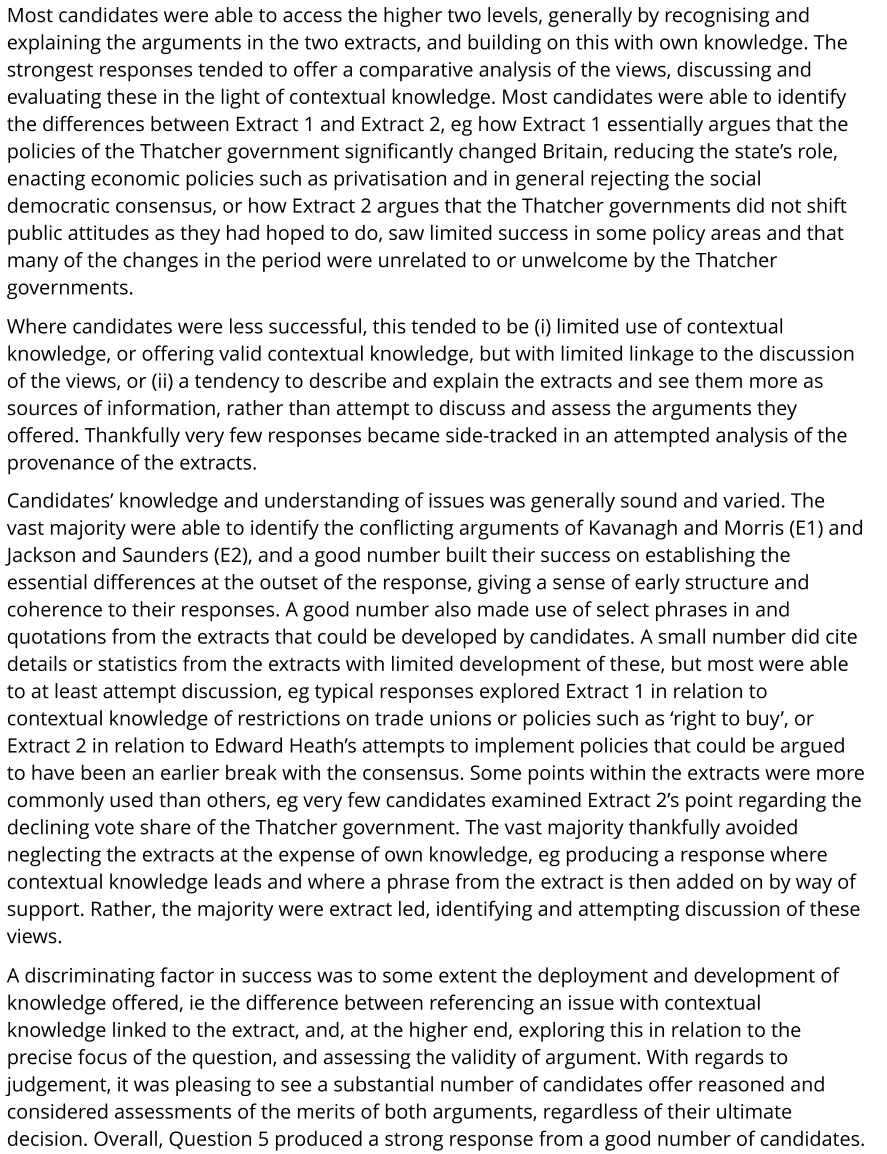 Most candidates were able to access the higher two levels, generally by recognising and
explaining the arguments in the two extracts, and building on this with own knowledge. The
strongest responses tended to offer a comparative analysis of the views, discussing and
evaluating these in the light of contextual knowledge. Most candidates were able to identify
the differences between Extract 1 and Extract 2, eg how Extract 1 essentially argues that the
policies of the Thatcher government significantly changed Britain, reducing the state’s role,
enacting economic policies such as privatisation and in general rejecting the social
democratic consensus, or how Extract 2 argues that the Thatcher governments did not shift
public attitudes as they had hoped to do, saw limited success in some policy areas and that
many of the changes in the period were unrelated to or unwelcome by the Thatcher
governments.
Where candidates were less successful, this tended to be (i) limited use of contextual
knowledge, or offering valid contextual knowledge, but with limited linkage to the discussion
of the views, or (ii) a tendency to describe and explain the extracts and see them more as
sources of information, rather than attempt to discuss and assess the arguments they
offered. Thankfully very few responses became side-tracked in an attempted analysis of the
provenance of the extracts.
Candidates’ knowledge and understanding of issues was generally sound and varied. The
vast majority were able to identify the conflicting arguments of Kavanagh and Morris (E1) and
Jackson and Saunders (E2), and a good number built their success on establishing the
essential differences at the outset of the response, giving a sense of early structure and
coherence to their responses. A good number also made use of select phrases in and
quotations from the extracts that could be developed by candidates. A small number did cite
details or statistics from the extracts with limited development of these, but most were able
to at least attempt discussion, eg typical responses explored Extract 1 in relation to
contextual knowledge of restrictions on trade unions or policies such as ‘right to buy’, or
Extract 2 in relation to Edward Heath’s attempts to implement policies that could be argued
to have been an earlier break with the consensus. Some points within the extracts were more
commonly used than others, eg very few candidates examined Extract 2’s point regarding the
declining vote share of the Thatcher government. The vast majority thankfully avoided
neglecting the extracts at the expense of own knowledge, eg producing a response where
contextual knowledge leads and where a phrase from the extract is then added on by way of
support. Rather, the majority were extract led, identifying and attempting discussion of these
views.
A discriminating factor in success was to some extent the deployment and development of
knowledge offered, ie the difference between referencing an issue with contextual
knowledge linked to the extract, and, at the higher end, exploring this in relation to the
precise focus of the question, and assessing the validity of argument. With regards to
judgement, it was pleasing to see a substantial number of candidates offer reasoned and
considered assessments of the merits of both arguments, regardless of their ultimate
decision. Overall, Question 5 produced a strong response from a good number of candidates.